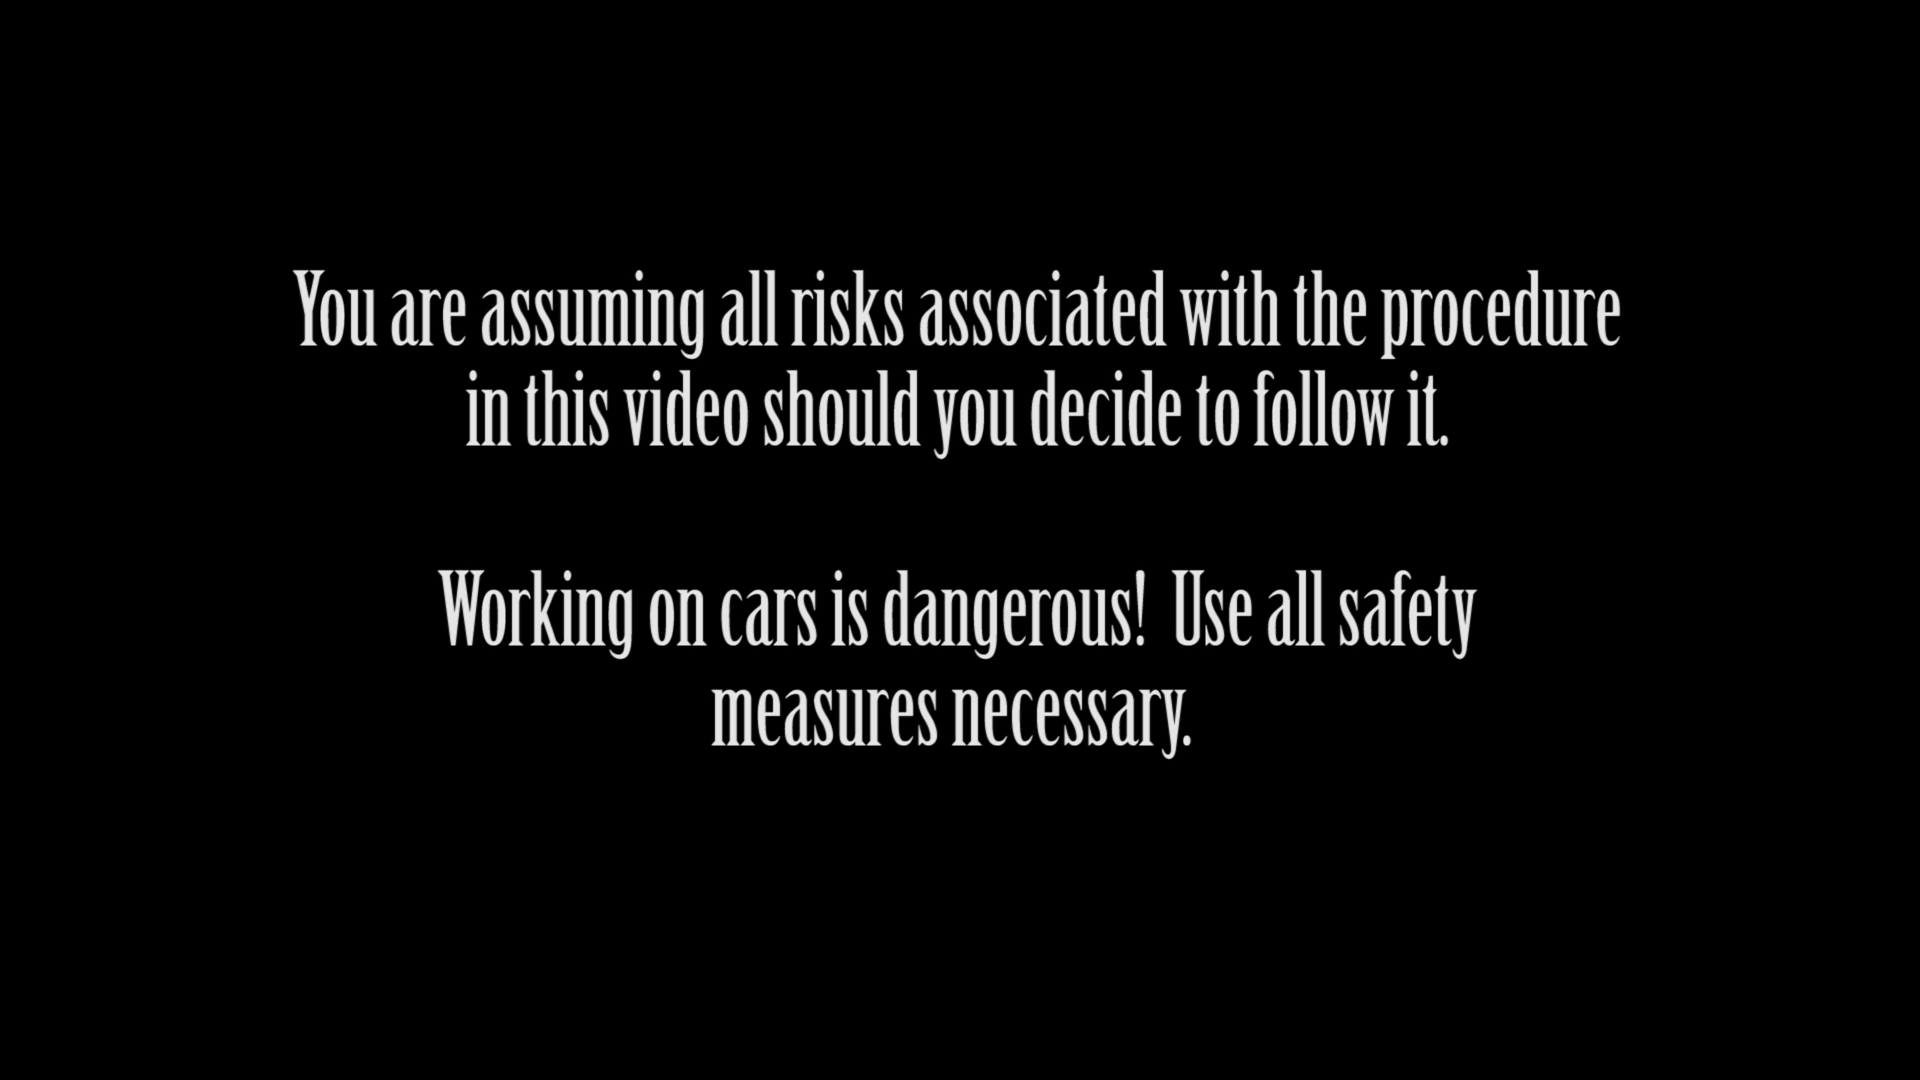 You are assuming all risks associated with the procedure
in this video should you decide to follow it.
Working on cars is dangerous!  Use all safety
measures necessary.